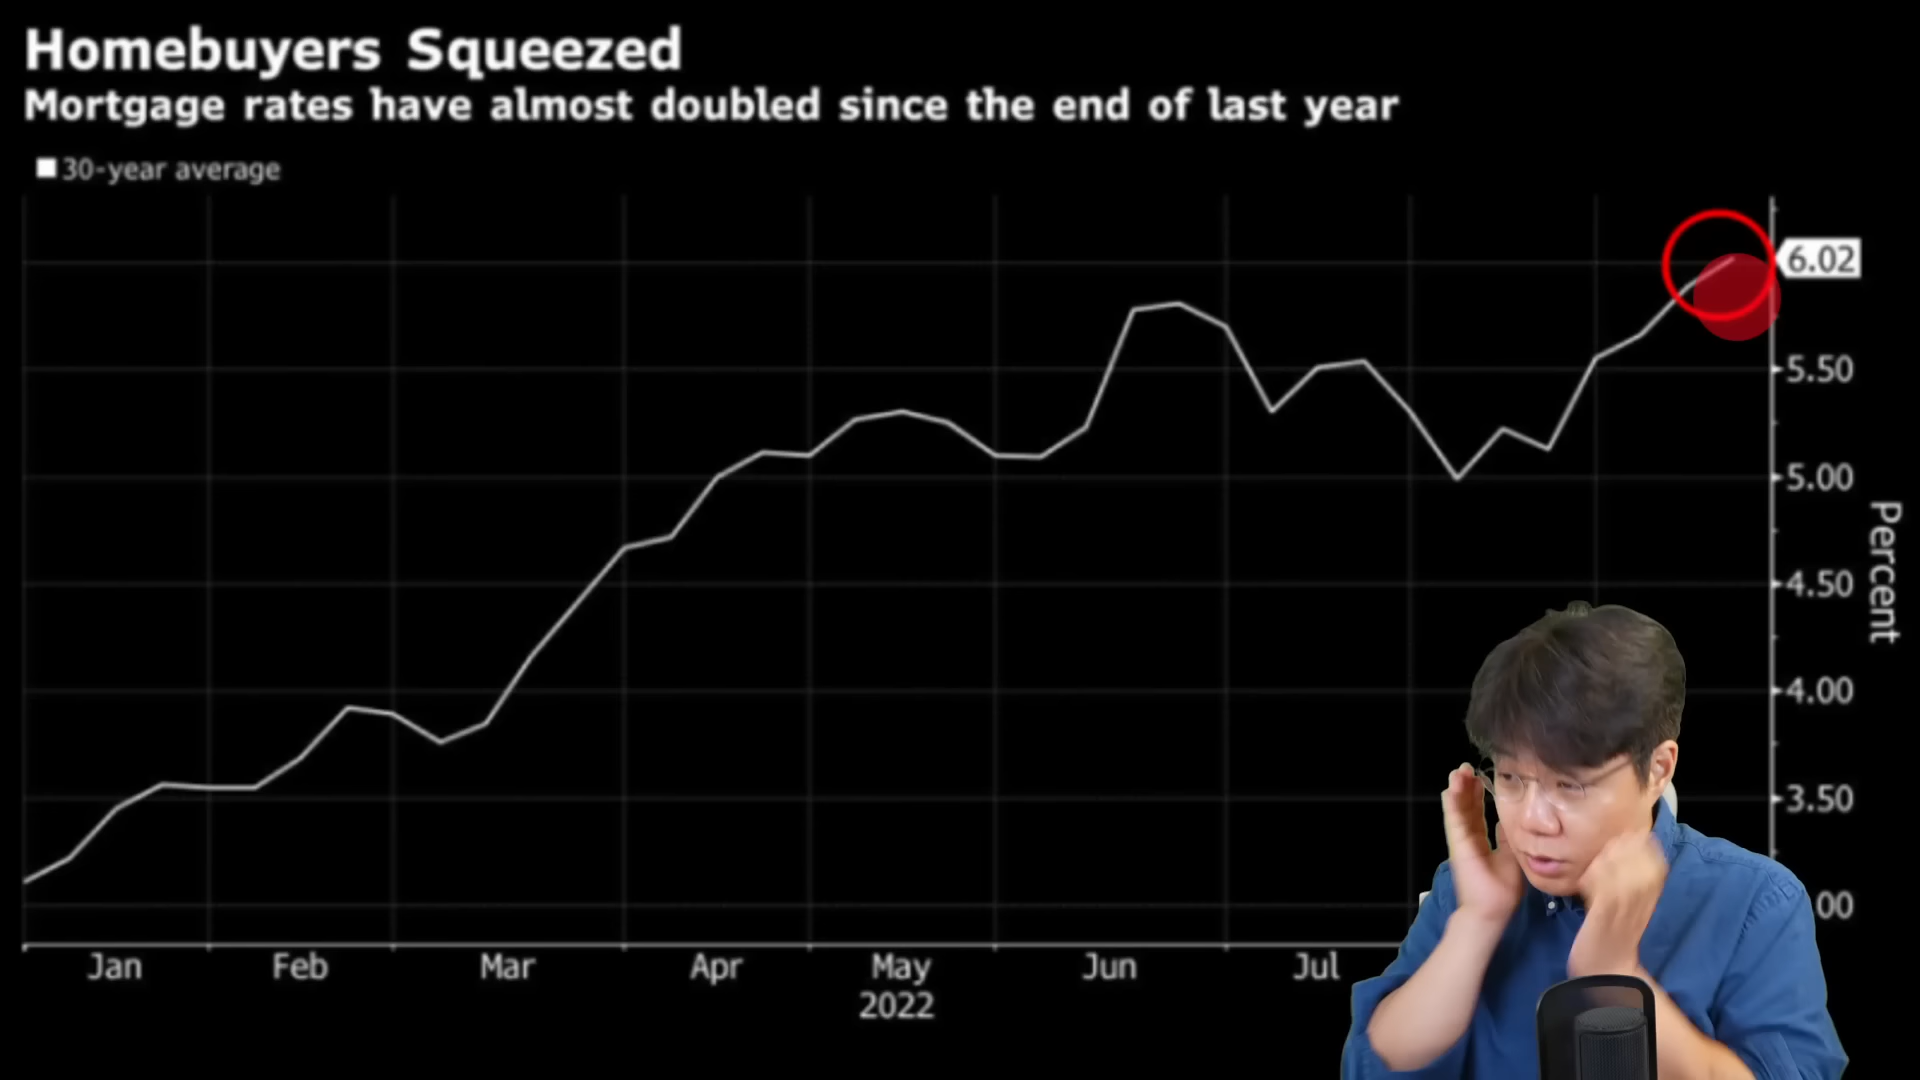 Homebuyers Squeezed
Mortgage rates have almost doubled since the end of last year
30-year average
6.02
5.50
5.00
4.50
4.00
3.50
00
Percent
Jan Feb Mar Apr May Jun Jul
2022